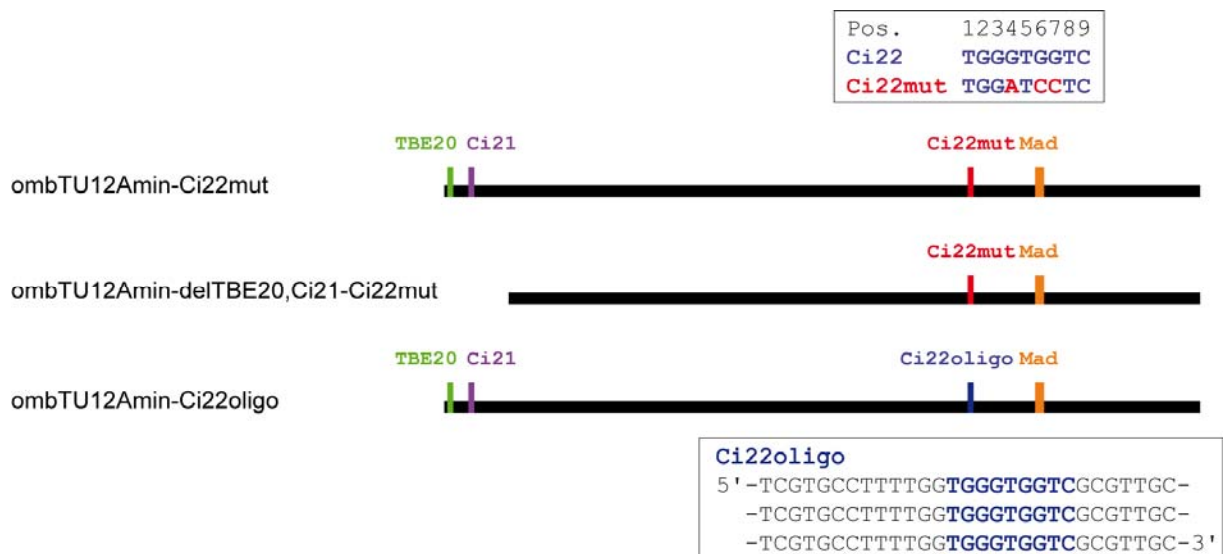 Pos. 123456789
Ci22 TGGGTGGTC
Ci22mut TGGATCCTC
TBE20 Ci21 Ci22mut Mad
ombTU12Amin-Ci22mut
Ci22mut Mad
ombTU12Amin-delTBE20,Ci21-Ci22mut
TBE20 Ci21 Ci22oligo Mad
ombTU12Amin-Ci22oligo
Ci22oligo
5'-TCGTGCCTTTTGGTGGGTGGTCGCGTTGC-
-TCGTGCCTTTTGGTGGGTGGTCGCGTTGC-
-TCGTGCCTTTTGGTGGGTGGTCGCGTTGC-3'